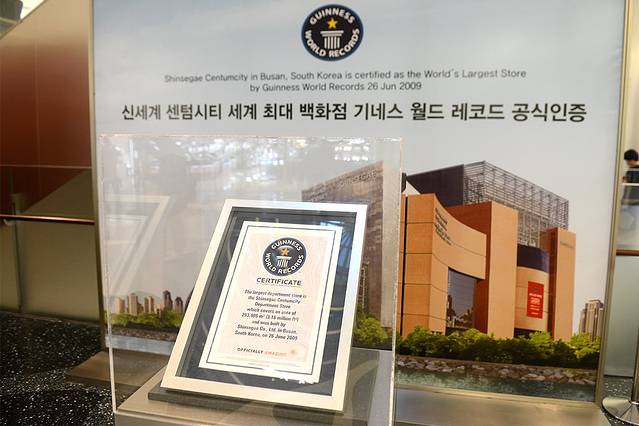 GUINNESS
WORLD RECORDS
Shinsegae Centumcity in Busan, South Korea is certified as the World's Largest Store
by Guinness World Records 26 Jun 2009
신세계 센텀시티 세계 최대 백화점 기네스 월드 레코드 공식인증
GUINNESS
WORLD RECORDS
CERTIFICATE
The largest department store is
the Shinsegae Centumcity
Department Store
which covers an area of
293,905 m² (3.16 million ft²)
and was built by
Shinsegae Co., Ltd. in Busan,
South Korea, on 26 June 2009
OFFICIALLY AMAZING